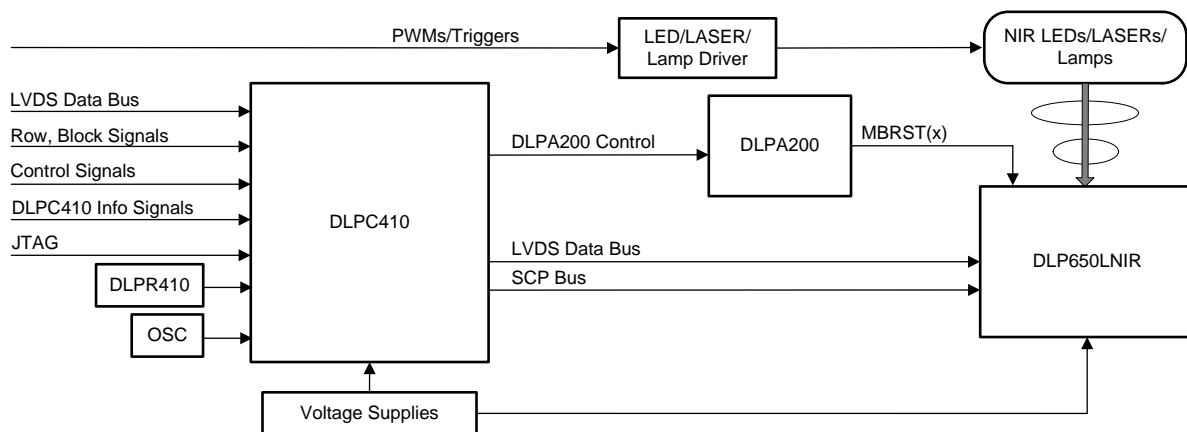 PWMs/Triggers
LED/LASER/
Lamp Driver
NIR LEDs/LASERs/
Lamps
LVDS Data Bus
Row, Block Signals
Control Signals
DLPC410 Info Signals
JTAG
DLPR410
OSC
DLPC410
DLPA200 Control
DLPA200
MBRST(x)
LVDS Data Bus
SCP Bus
DLP650LNIR
Voltage Supplies